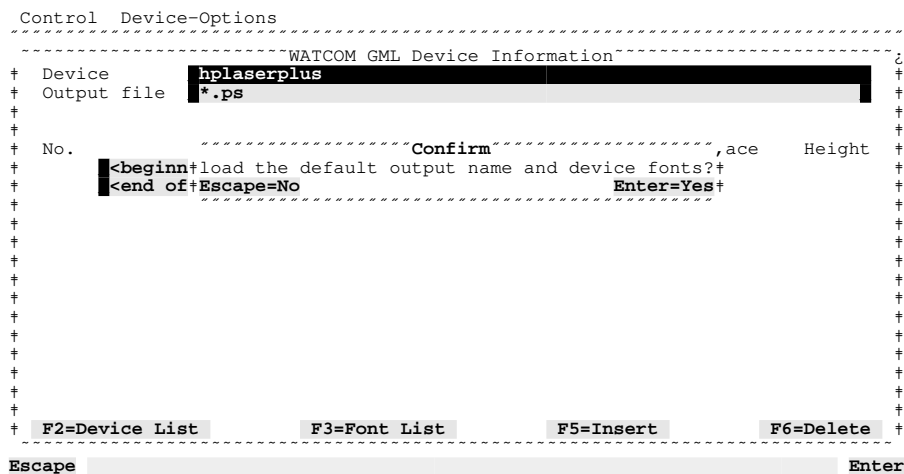 Control Device-Options
WATCOM GML Device Information
Device hplaserplus
Output file *.ps
Confirm
No. ,ace Height
<beginn load the default output name and device fonts?
<end of Escape=No Enter=Yes
F2=Device List F3=Font List F5=Insert F6=Delete
Escape Enter